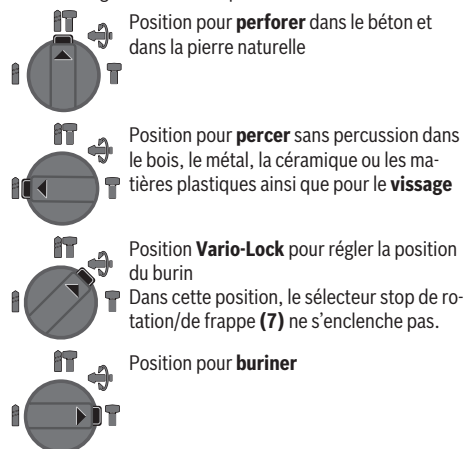 Position pour perforer dans le béton et
dans la pierre naturelle
Position pour percer sans percussion dans
le bois, le métal, la céramique ou les ma-
tières plastiques ainsi que pour le vissage
Position Vario-Lock pour régler la position
du burin
Dans cette position, le sélecteur stop de ro-
tation/de frappe (7) ne s’enclenche pas.
Position pour buriner